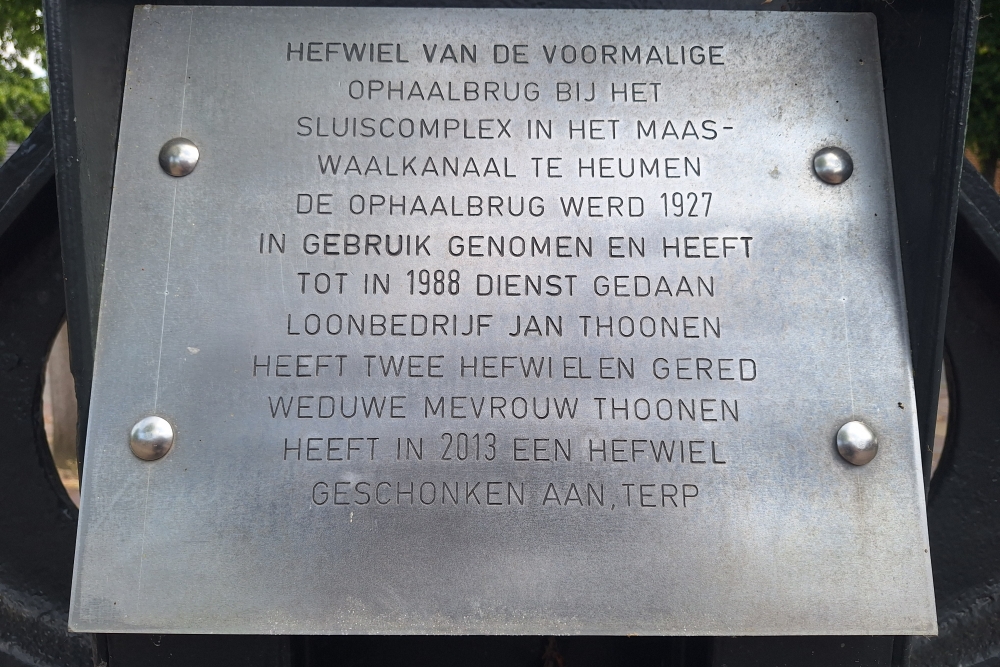 HEFWIEL VAN DE VOORMALIGE
OPHAALBRUG BIJ HET
SLUISCOMPLEX IN HET MAAS-
WAALKANAAL TE HEUMEN
DE OPHAALBRUG WERD 1927
IN GEBRUIK GENOMEN EN HEEFT
TOT IN 1988 DIENST GEDAAN
LOONBEDRIJF JAN THOONEN
HEEFT TWEE HEFWIELEN GERED
WEDUWE MEVROUW THOONEN
HEEFT IN 2013 EEN HEFWIEL
GESCHONKEN AAN, TERP